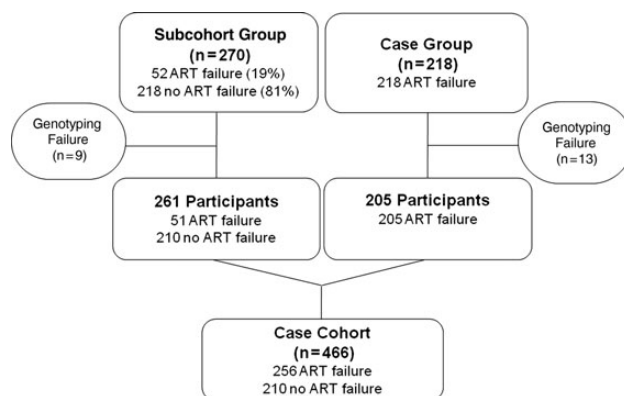 Subcohort Group
(n=270)
52 ART failure (19%)
218 no ART failure (81%)
Case Group
(n=218)
218 ART failure
Genotyping
Failure
(n=9)
Genotyping
Failure
(n=13)
261 Participants
51 ART failure
210 no ART failure
205 Participants
205 ART failure
Case Cohort
(n=466)
256 ART failure
210 no ART failure